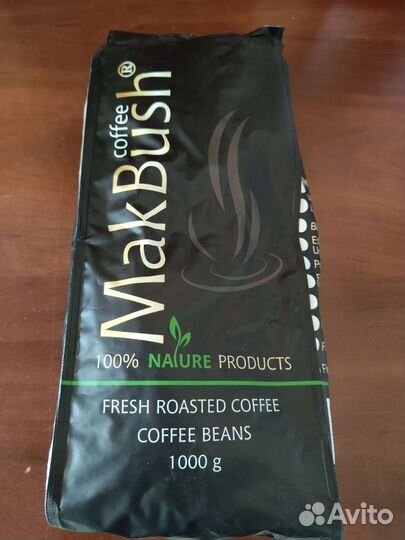 MakBush®
coffee
100% NATURE PRODUCTS
FRESH ROASTED COFFEE
COFFEE BEANS
1000 g
Avito